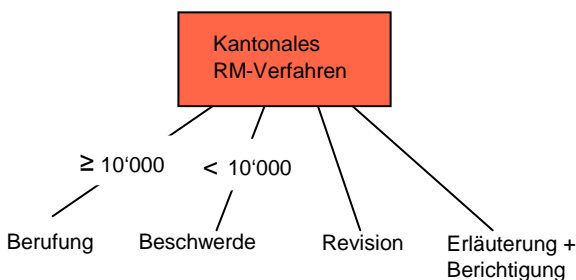 Kantonales
RM-Verfahren
≥ 10‘000 < 10‘000
Berufung Beschwerde Revision Erläuterung +
Berichtigung